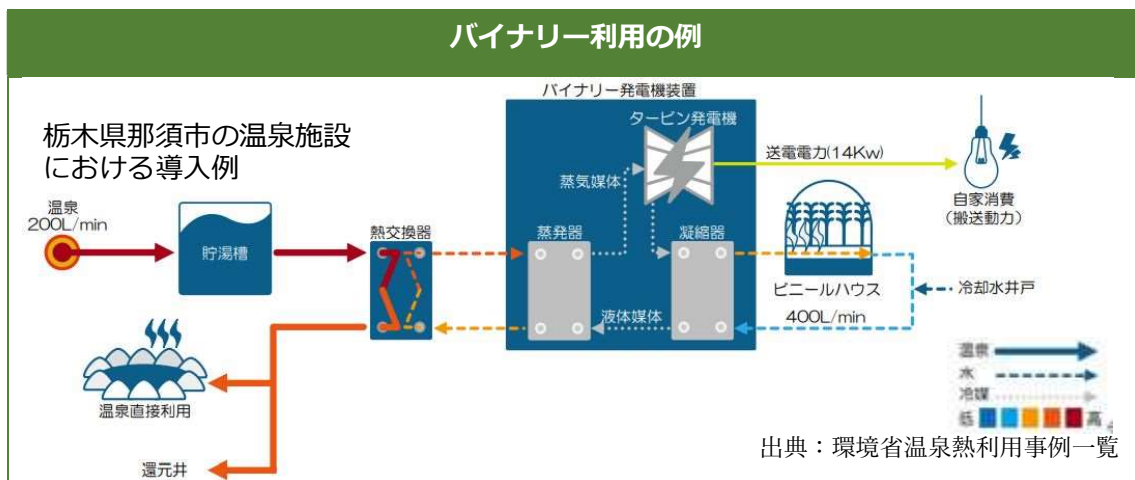 バイナリー利用の例
栃木県那須市の温泉施設
における導入例
バイナリー発電機装置
タービン発電機
送電電力(14Kw)
自家消費
(搬送動力)
蒸気媒体
温泉
200L/min
貯湯槽
熱交換器
蒸発器
凝縮器
ビニールハウス
冷却水井戸
液体媒体
400L/min
温泉直接利用
還元井
温泉
水
冷媒
低 高
出典：環境省温泉熱利用事例一覧